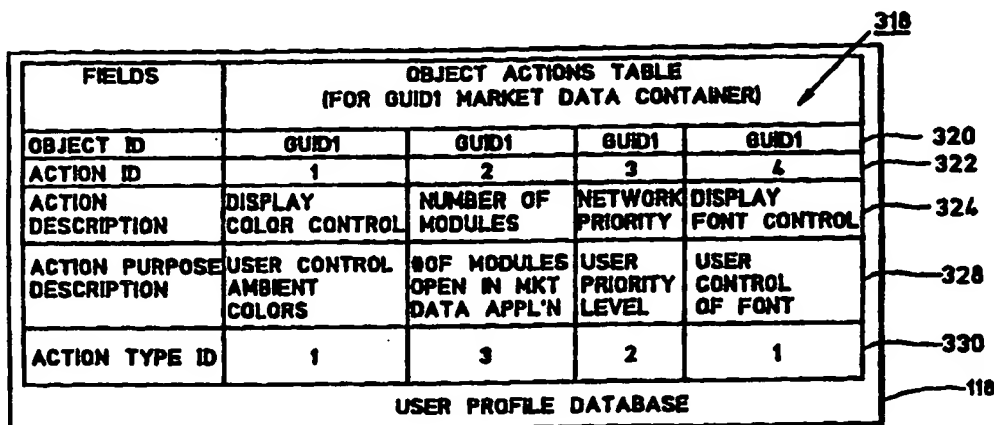 318
FIELDS OBJECT ACTIONS TABLE
(FOR GUID1 MARKET DATA CONTAINER)
OBJECT ID GUID1 GUID1 GUID1 GUID1 320
ACTION ID 1 2 3 4 322
ACTION DISPLAY NUMBER OF NETWORK DISPLAY 324
DESCRIPTION COLOR CONTROL MODULES PRIORITY FONT CONTROL
ACTION PURPOSE USER CONTROL #OF MODULES USER USER 328
DESCRIPTION AMBIENT OPEN IN MKT PRIORITY CONTROL
COLORS DATA APPL'N LEVEL OF FONT
ACTION TYPE ID 1 3 2 1 330
USER PROFILE DATABASE 118